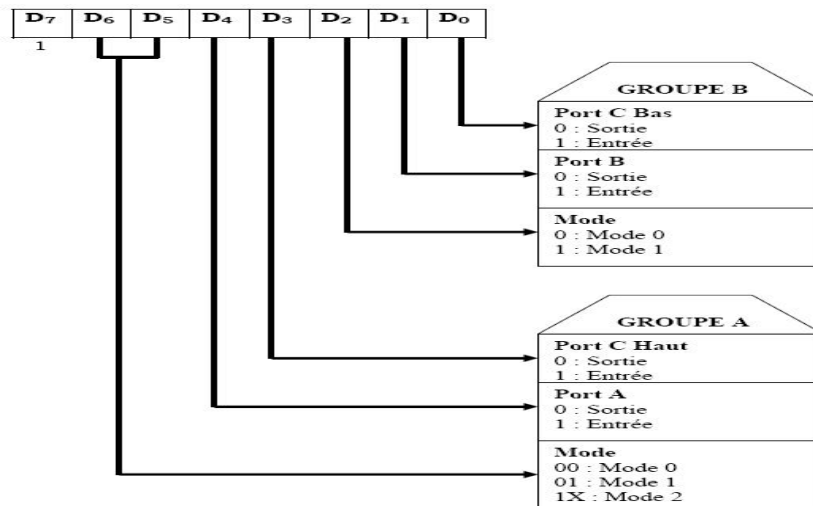 D₇ D₆ D₅ D₄ D₃ D₂ D₁ D₀
1
GROUPE B
Port C Bas
0 : Sortie
1 : Entrée
Port B
0 : Sortie
1 : Entrée
Mode
0 : Mode 0
1 : Mode 1
GROUPE A
Port C Haut
0 : Sortie
1 : Entrée
Port A
0 : Sortie
1 : Entrée
Mode
00 : Mode 0
01 : Mode 1
1X : Mode 2